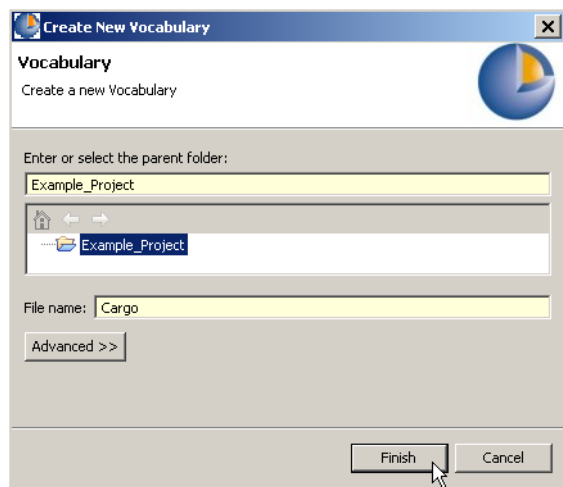 Create New Vocabulary
Vocabulary
Create a new Vocabulary
Enter or select the parent folder:
Example_Project
Example_Project
File name: Cargo
Advanced >>
Finish Cancel